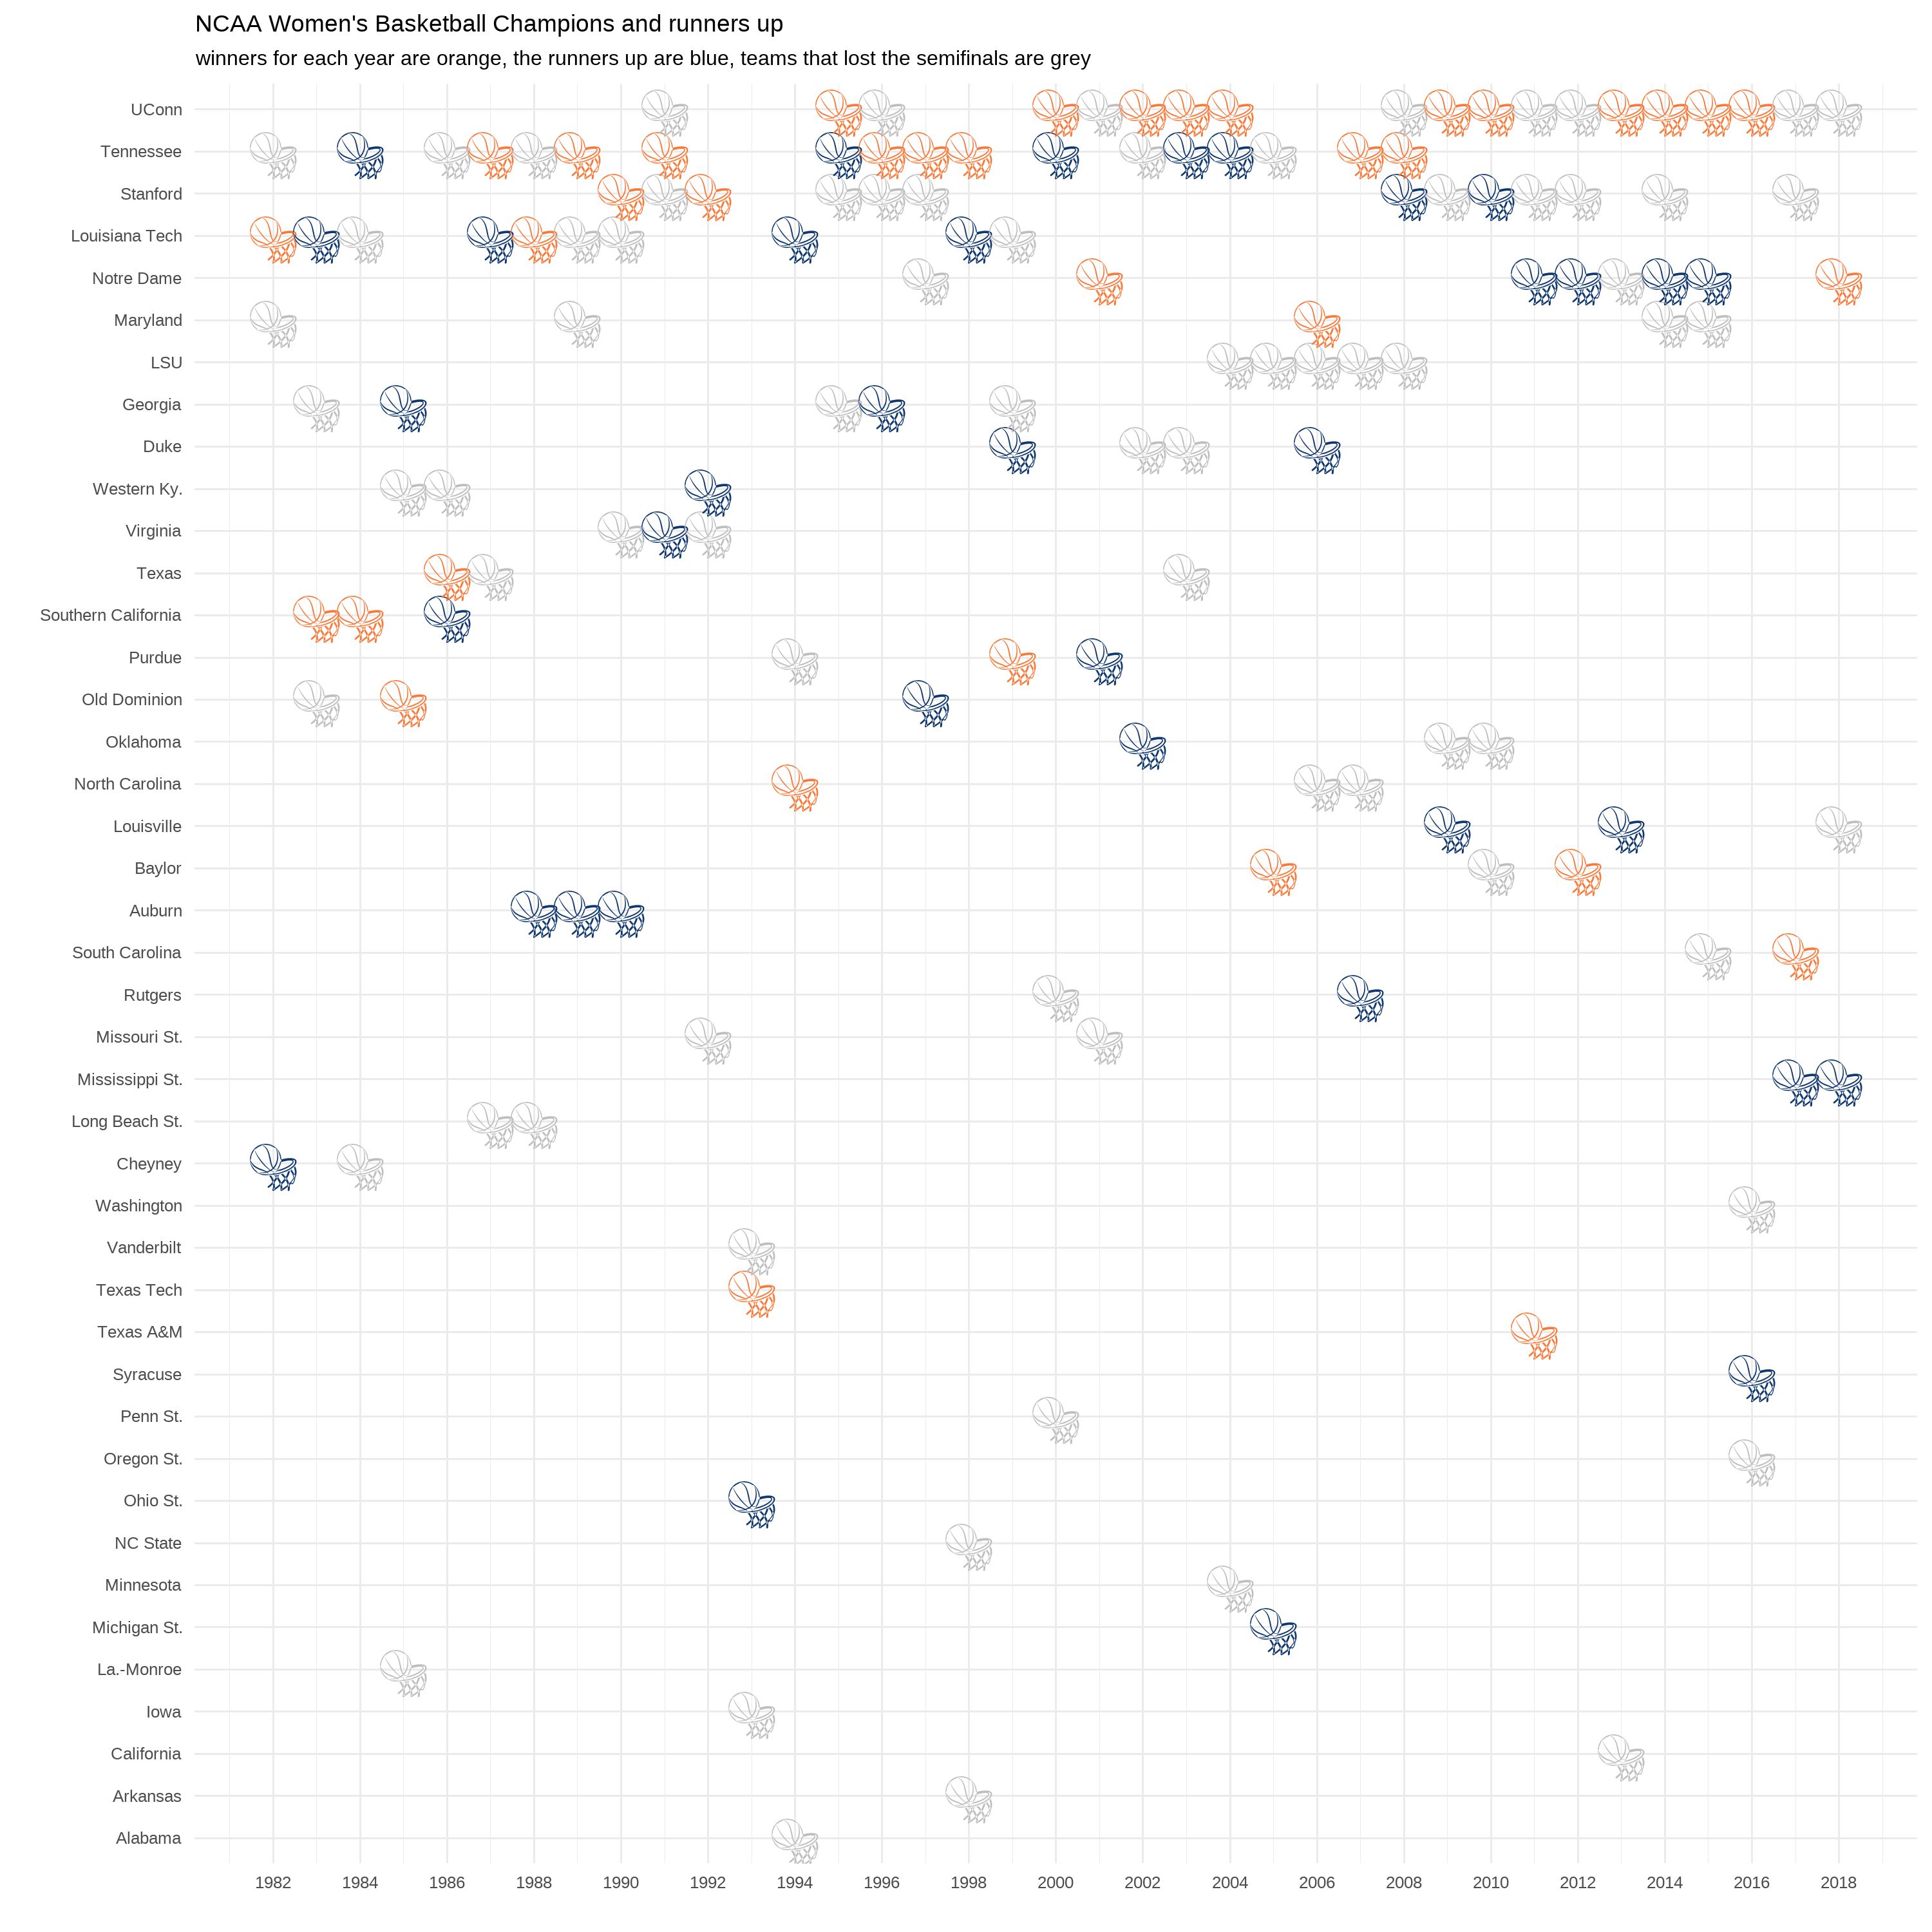 NCAA Women's Basketball Champions and runners up
winners for each year are orange, the runners up are blue, teams that lost the semifinals are grey
UConn
Tennessee
Stanford
Louisiana Tech
Notre Dame
Maryland
LSU
Georgia
Duke
Western Ky.
Virginia
Texas
Southern California
Purdue
Old Dominion
Oklahoma
North Carolina
Louisville
Baylor
Auburn
South Carolina
Rutgers
Missouri St.
Mississippi St.
Long Beach St.
Cheyney
Washington
Vanderbilt
Texas Tech
Texas A&M
Syracuse
Penn St.
Oregon St.
Ohio St.
NC State
Minnesota
Michigan St.
La.-Monroe
Iowa
California
Arkansas
Alabama
1982 1984 1986 1988 1990 1992 1994 1996 1998 2000 2002 2004 2006 2008 2010 2012 2014 2016 2018